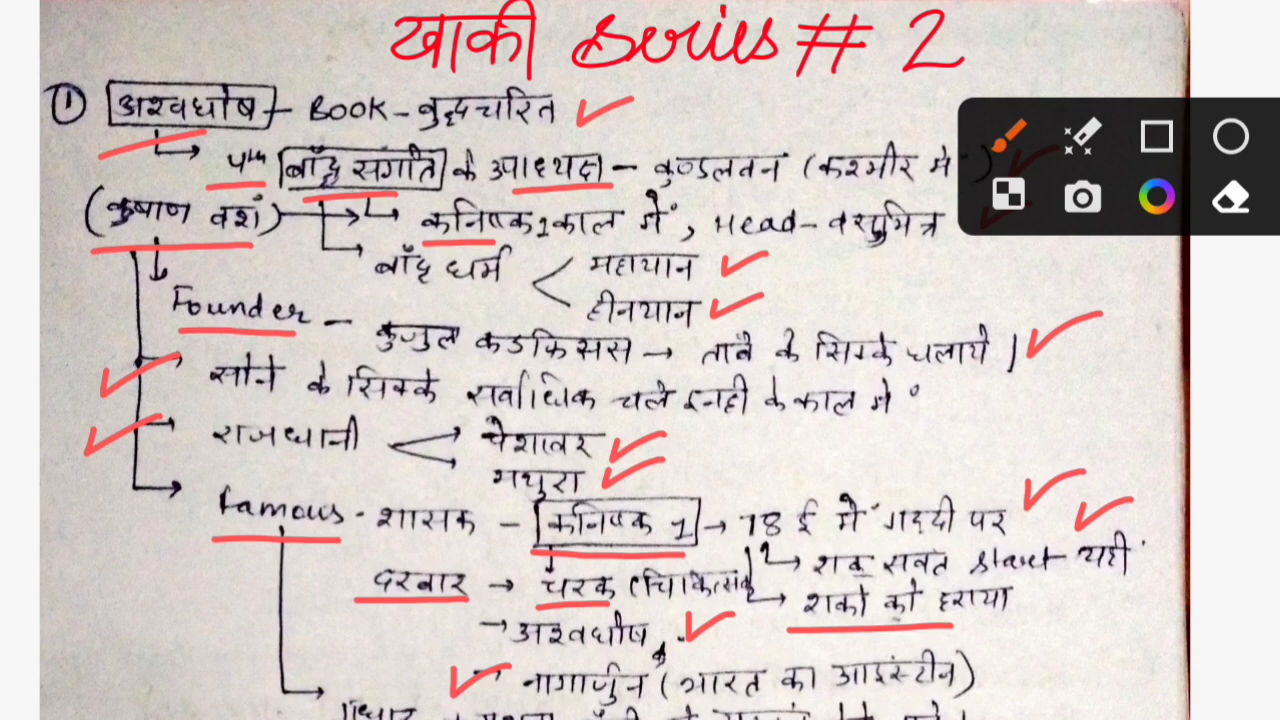 खाकी Series # 2
① अश्वघोष - Book - बुद्धचरित
4th बौद्ध संगीत के उपाध्यक्ष - कुण्डलवन (कश्मीर में)
(कुषाण वंश) → कनिष्क 1 काल में, Head - वसुमित्र
बौद्ध धर्म < महायान
हीनयान
Founder - कुजुल कडफिसस → तांबे के सिक्के चलाये।
सोने के सिक्के सर्वाधिक चले इनही के काल में
राजधानी < पेशावर
मथुरा
Famous - शासक - कनिष्क 1 → 78 ई में गद्दी पर
→ शक संवत start यही
दरबार → चरक (चिकित्सक
→ शकों को हराया
→ अश्वघोष
→ नागार्जुन (भारत का आइंस्टीन)